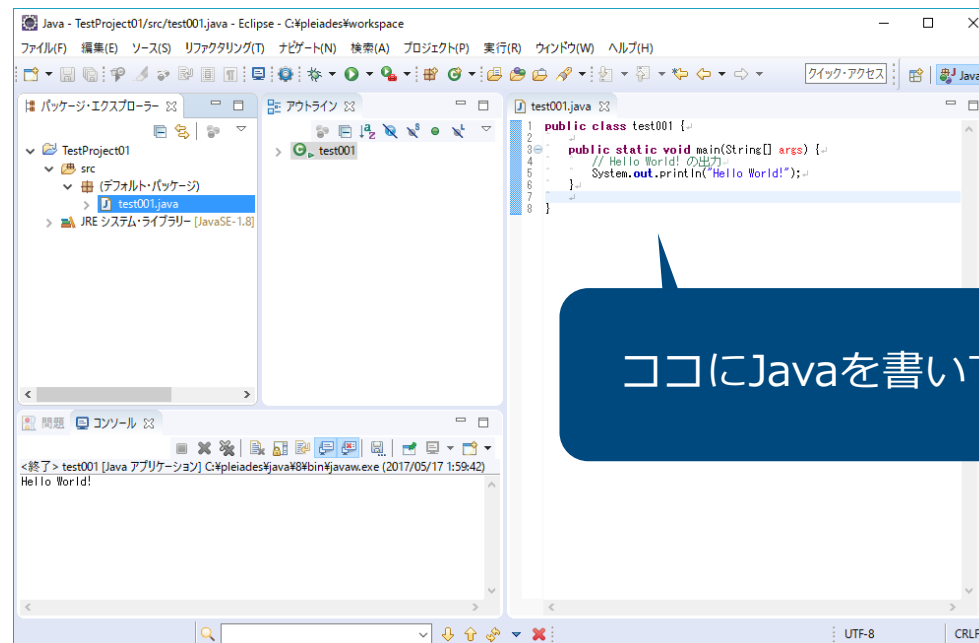 Java - TestProject01/src/test001.java - Eclipse - C:¥pleiades¥workspace
ファイル(F) 編集(E) ソース(S) リファクタリング(T) ナビゲート(N) 検索(A) プロジェクト(P) 実行(R) ウィンドウ(W) ヘルプ(H)
クイック・アクセス
Java
パッケージ・エクスプローラー
TestProject01
src
(デフォルト・パッケージ)
test001.java
JRE システム・ライブラリー [JavaSE-1.8]
アウトライン
test001
test001.java
1 public class test001 {
2
3 public static void main(String[] args) {
4 // Hello World! の出力
5 System.out.println("Hello World!");
6 }
7
8 }
ココにJavaを書いて
問題 コンソール
<終了> test001 [Java アプリケーション] C:¥pleiades¥java¥8¥bin¥javaw.exe (2017/05/17 1:59:42)
Hello World!
UTF-8
CRLF